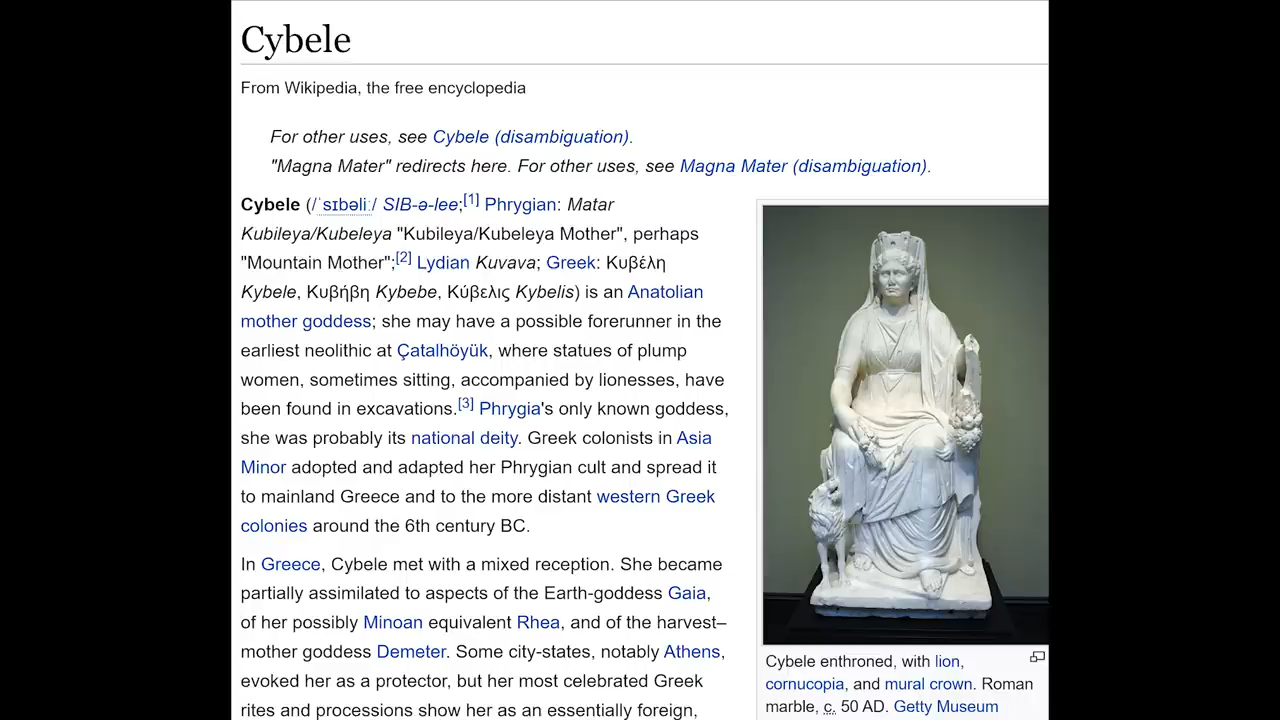 Cybele
From Wikipedia, the free encyclopedia
For other uses, see Cybele (disambiguation).
"Magna Mater" redirects here. For other uses, see Magna Mater (disambiguation).
Cybele (/ˈsɪbəliː/ SIB-ə-lee;[1] Phrygian: Matar
Kubileya/Kubeleya "Kubileya/Kubeleya Mother", perhaps
"Mountain Mother";[2] Lydian Kuvava; Greek: Κυβέλη
Kybele, Κυβήβη Kybebe, Κύβελις Kybelis) is an Anatolian
mother goddess; she may have a possible forerunner in the
earliest neolithic at Çatalhöyük, where statues of plump
women, sometimes sitting, accompanied by lionesses, have
been found in excavations.[3] Phrygia's only known goddess,
she was probably its national deity. Greek colonists in Asia
Minor adopted and adapted her Phrygian cult and spread it
to mainland Greece and to the more distant western Greek
colonies around the 6th century BC.
In Greece, Cybele met with a mixed reception. She became
partially assimilated to aspects of the Earth-goddess Gaia,
of her possibly Minoan equivalent Rhea, and of the harvest–
mother goddess Demeter. Some city-states, notably Athens,
evoked her as a protector, but her most celebrated Greek
rites and processions show her as an essentially foreign,
Cybele enthroned, with lion,
cornucopia, and mural crown. Roman
marble, c. 50 AD. Getty Museum